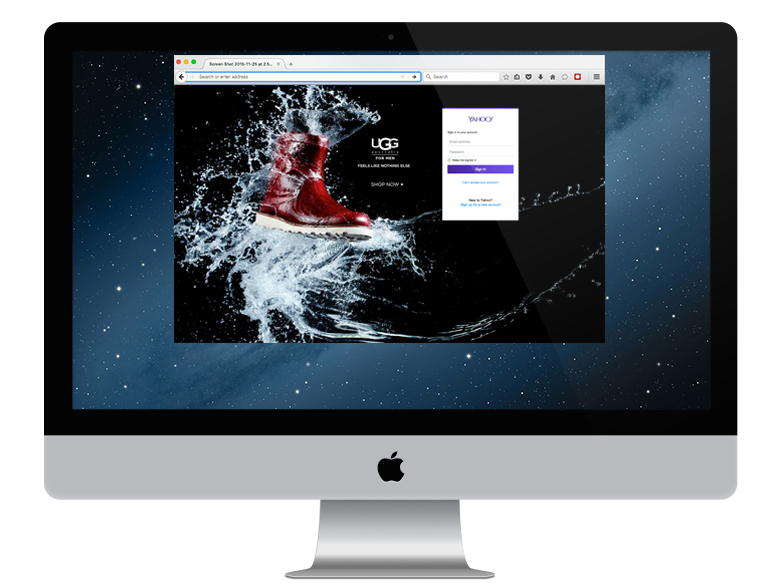 Screen Shot 2015-11-25 at 2.5...
Search or enter address
Search
UGG
australia
FOR MEN
FEELS LIKE NOTHING ELSE
SHOP NOW
YAHOO!
Sign in to your account
Email address
Password
Keep me signed in
Sign in
Can't access your account?
New to Yahoo?
Sign up for a new account